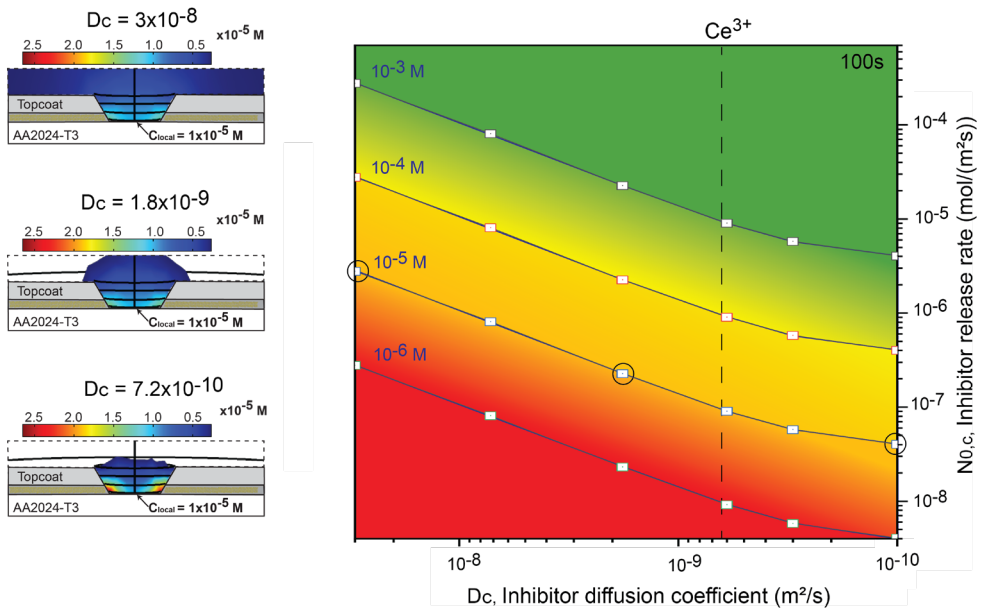 Dc = 3x10⁻⁸
x10⁻⁵ M
2.5 2.0 1.5 1.0 0.5
Topcoat
AA2024-T3
Clocal = 1x10⁻⁵ M
Dc = 1.8x10⁻⁹
x10⁻⁵ M
2.5 2.0 1.5 1.0 0.5
Topcoat
AA2024-T3
Clocal = 1x10⁻⁵ M
Dc = 7.2x10⁻¹⁰
x10⁻⁵ M
2.5 2.0 1.5 1.0 0.5
Topcoat
AA2024-T3
Clocal = 1x10⁻⁵ M
Ce³⁺
100s
10⁻³ M
10⁻⁴ M
10⁻⁵ M
10⁻⁶ M
10⁻⁴
10⁻⁵
10⁻⁶
10⁻⁷
10⁻⁸
N0,c, Inhibitor release rate (mol/(m²s))
10⁻⁸ 10⁻⁹ 10⁻¹⁰
Dc, Inhibitor diffusion coefficient (m²/s)